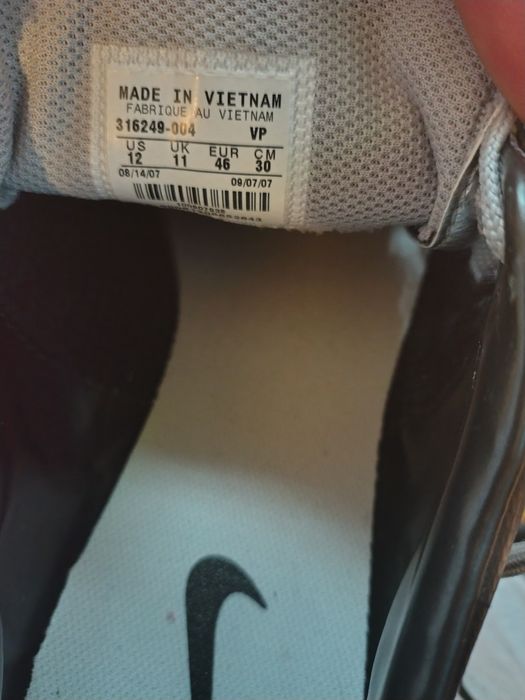 MADE IN VIETNAM
FABRIQUE AU VIETNAM
316249-004 VP
US UK EUR CM
12 11 46 30
08/14/07 09/07/07